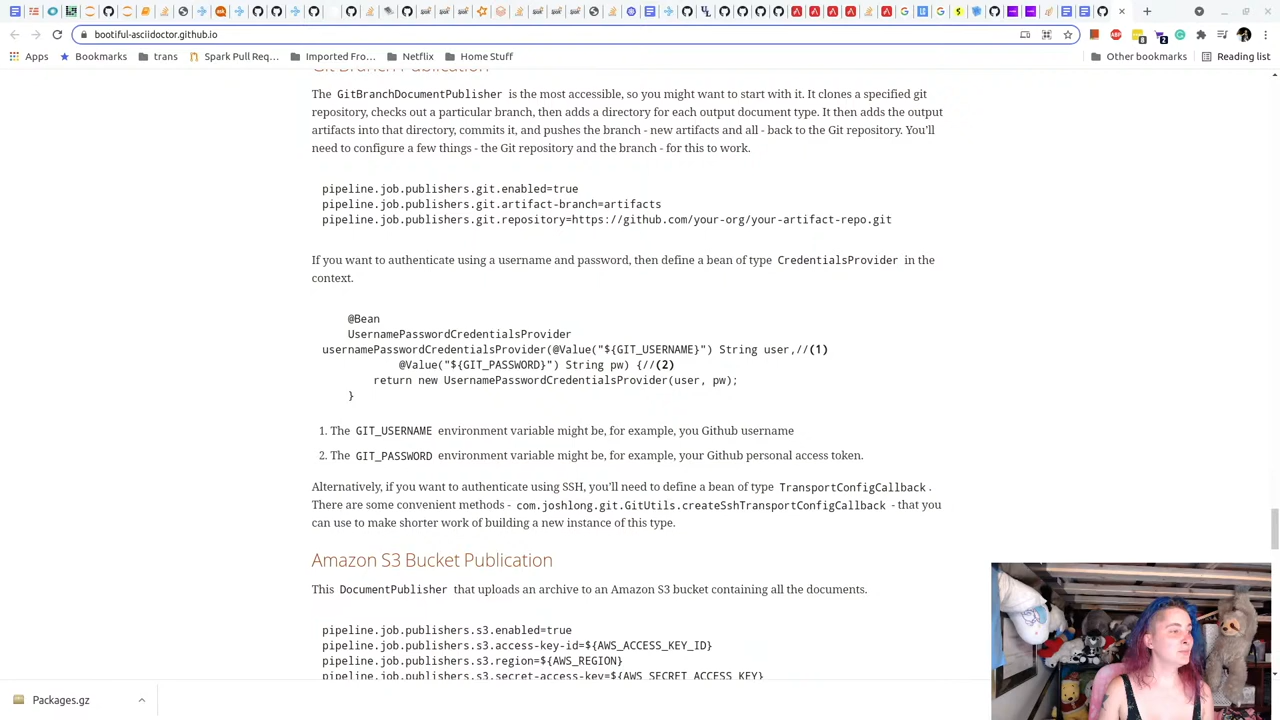 bootiful-asciidoctor.github.io
Apps
Bookmarks
trans
Spark Pull Req...
Imported Fro...
Netflix
Home Stuff
Other bookmarks
Reading list
Git Branch Publication
The GitBranchDocumentPublisher is the most accessible, so you might want to start with it. It clones a specified git
repository, checks out a particular branch, then adds a directory for each output document type. It then adds the output
artifacts into that directory, commits it, and pushes the branch - new artifacts and all - back to the Git repository. You'll
need to configure a few things - the Git repository and the branch - for this to work.
pipeline.job.publishers.git.enabled=true
pipeline.job.publishers.git.artifact-branch=artifacts
pipeline.job.publishers.git.repository=https://github.com/your-org/your-artifact-repo.git
If you want to authenticate using a username and password, then define a bean of type CredentialsProvider in the
context.
@Bean
UsernamePasswordCredentialsProvider
usernamePasswordCredentialsProvider(@Value("${GIT_USERNAME}") String user,//(1)
@Value("${GIT_PASSWORD}") String pw) {//(2)
return new UsernamePasswordCredentialsProvider(user, pw);
}
1. The GIT_USERNAME environment variable might be, for example, you Github username
2. The GIT_PASSWORD environment variable might be, for example, your Github personal access token.
Alternatively, if you want to authenticate using SSH, you'll need to define a bean of type TransportConfigCallback.
There are some convenient methods - com.joshlong.git.GitUtils.createSshTransportConfigCallback - that you
can use to make shorter work of building a new instance of this type.
Amazon S3 Bucket Publication
This DocumentPublisher that uploads an archive to an Amazon S3 bucket containing all the documents.
pipeline.job.publishers.s3.enabled=true
pipeline.job.publishers.s3.access-key-id=${AWS_ACCESS_KEY_ID}
pipeline.job.publishers.s3.region=${AWS_REGION}
pipeline.job.publishers.s3.secret-access-key=${AWS_SECRET_ACCESS_KEY}
Packages.gz